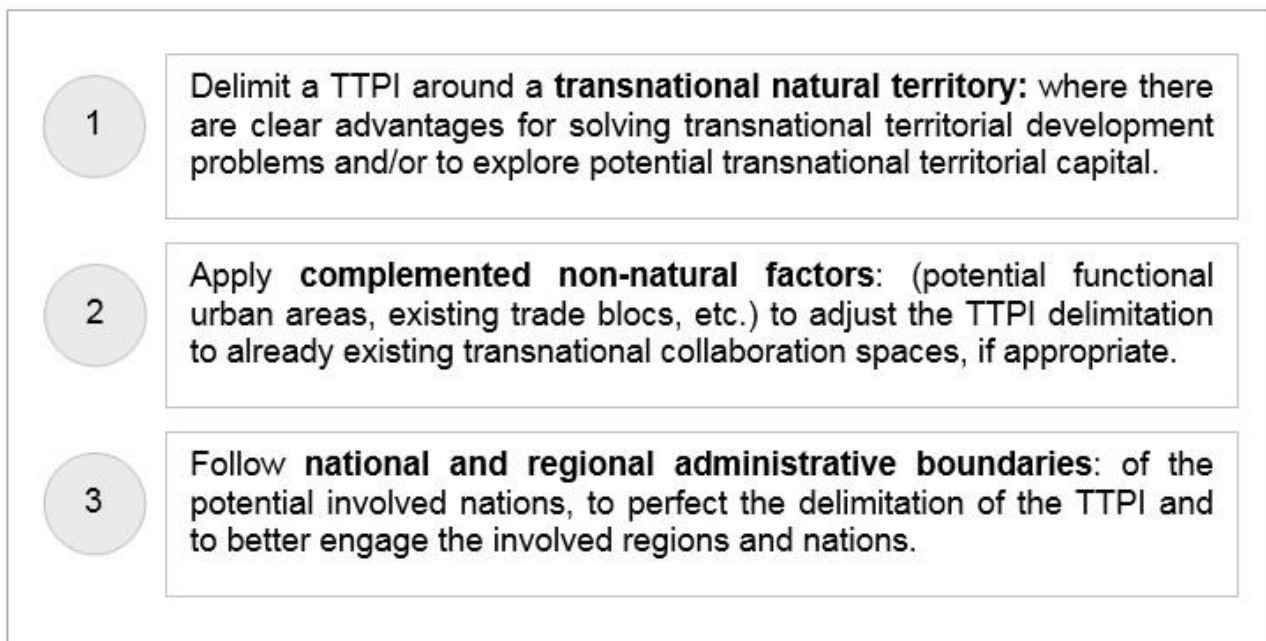 1
Delimit a TTPI around a transnational natural territory: where there
are clear advantages for solving transnational territorial development
problems and/or to explore potential transnational territorial capital.
2
Apply complemented non-natural factors: (potential functional
urban areas, existing trade blocs, etc.) to adjust the TTPI delimitation
to already existing transnational collaboration spaces, if appropriate.
3
Follow national and regional administrative boundaries: of the
potential involved nations, to perfect the delimitation of the TTPI and
to better engage the involved regions and nations.